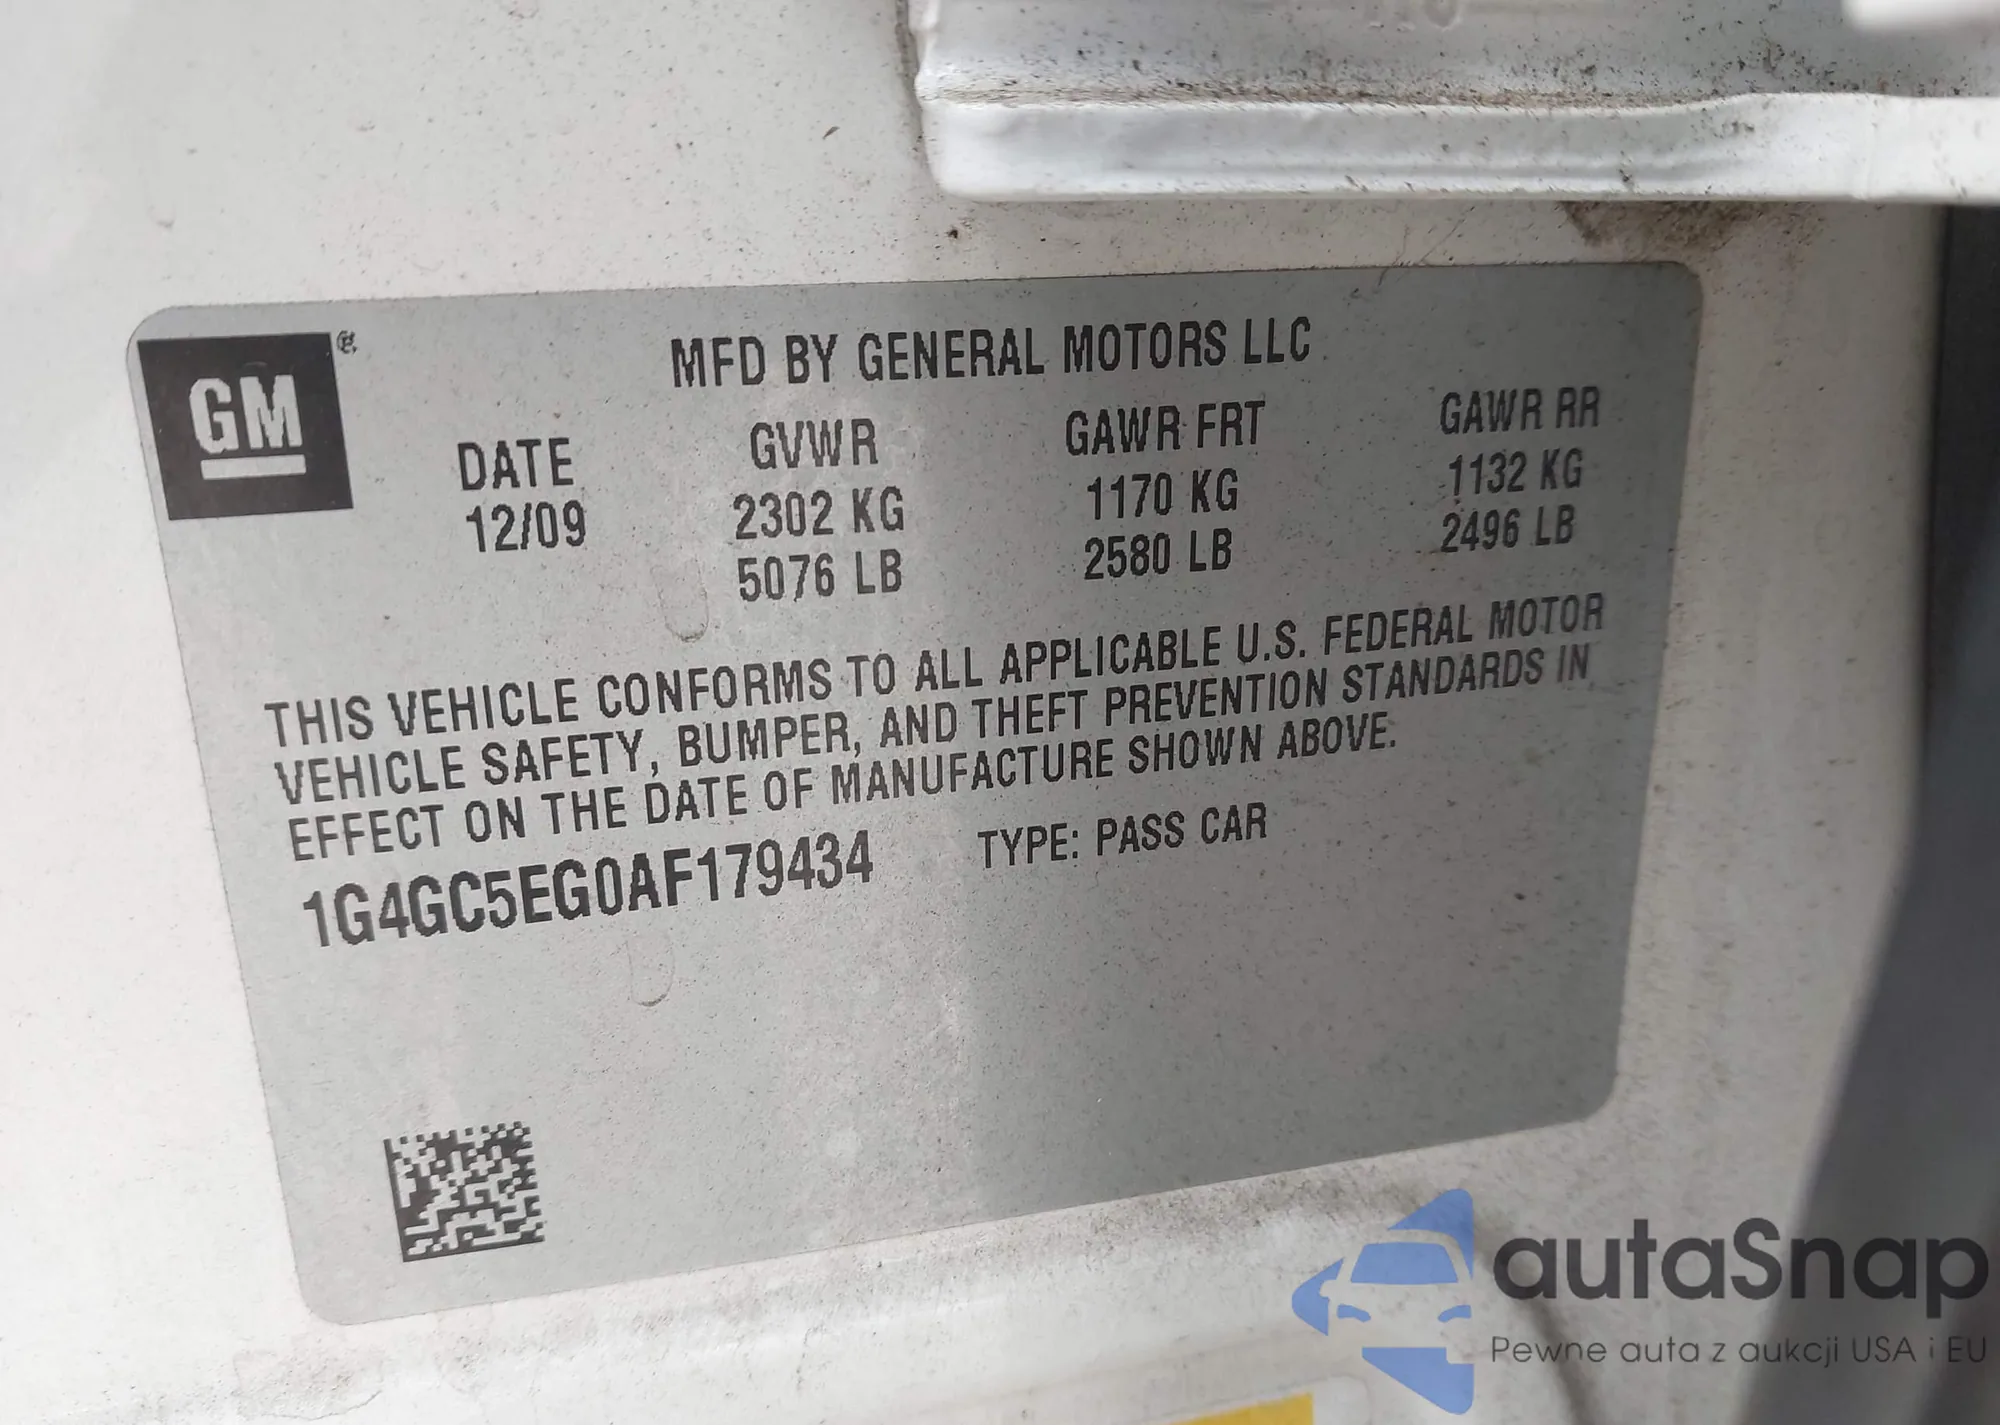 GM
®
MFD BY GENERAL MOTORS LLC
DATE GVWR GAWR FRT GAWR RR
12/09 2302 KG 1170 KG 1132 KG
5076 LB 2580 LB 2496 LB
THIS VEHICLE CONFORMS TO ALL APPLICABLE U.S. FEDERAL MOTOR
VEHICLE SAFETY, BUMPER, AND THEFT PREVENTION STANDARDS IN
EFFECT ON THE DATE OF MANUFACTURE SHOWN ABOVE.
1G4GC5EG0AF179434 TYPE: PASS CAR
autaSnap
Pewne auta z aukcji USA i EU